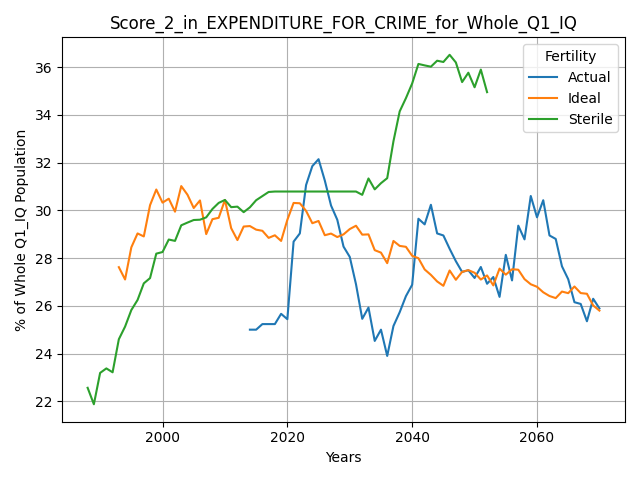 Score_2_in_EXPENDITURE_FOR_CRIME_for_Whole_Q1_IQ
% of Whole Q1_IQ Population
36
34
32
30
28
26
24
22
Fertility
Actual
Ideal
Sterile
2000
2020
2040
2060
Years